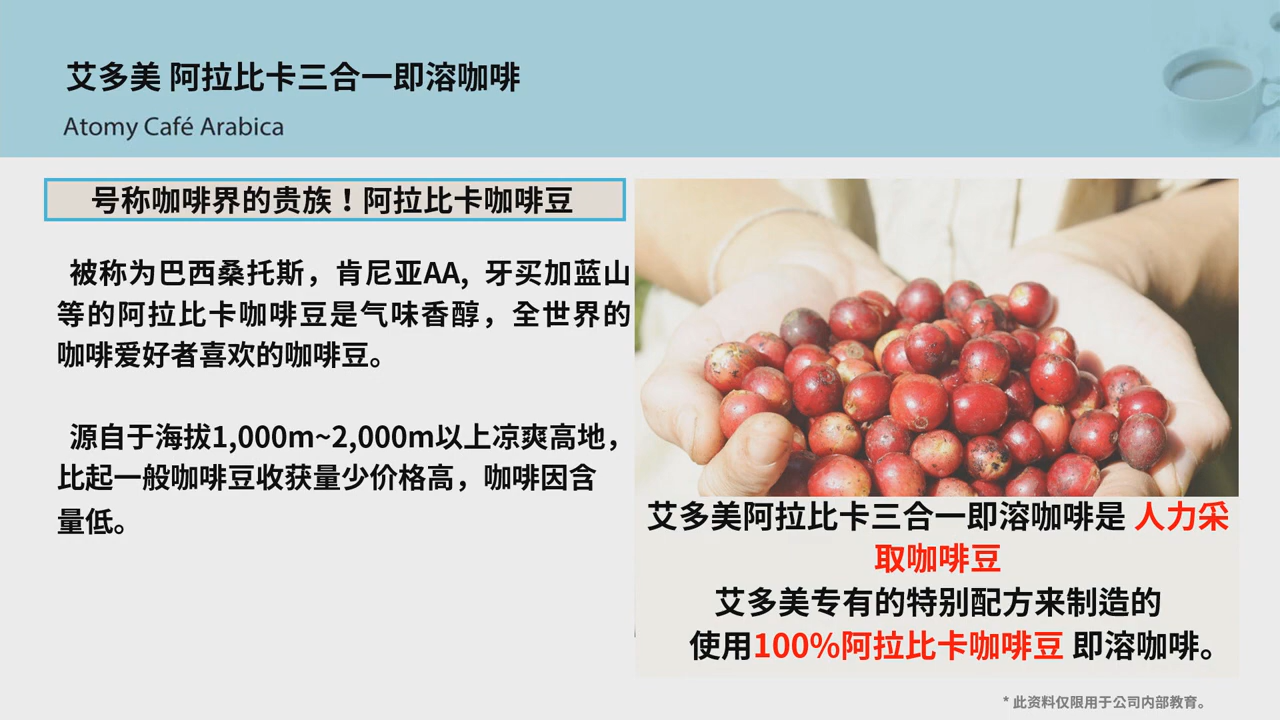 艾多美 阿拉比卡三合一即溶咖啡
Atomy Café Arabica
号称咖啡界的贵族！阿拉比卡咖啡豆
被称为巴西桑托斯，肯尼亚AA, 牙买加蓝山
等的阿拉比卡咖啡豆是气味香醇，全世界的
咖啡爱好者喜欢的咖啡豆。
源自于海拔1,000m~2,000m以上凉爽高地，
比起一般咖啡豆收获量少价格高，咖啡因含
量低。
艾多美阿拉比卡三合一即溶咖啡是 人力采
取咖啡豆
艾多美专有的特别配方来制造的
使用100%阿拉比卡咖啡豆 即溶咖啡。
* 此资料仅限用于公司内部教育。